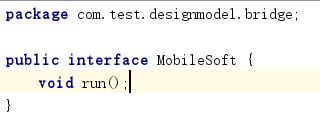 package com.test.designmodel.bridge;
public interface MobileSoft {
    void run();
}